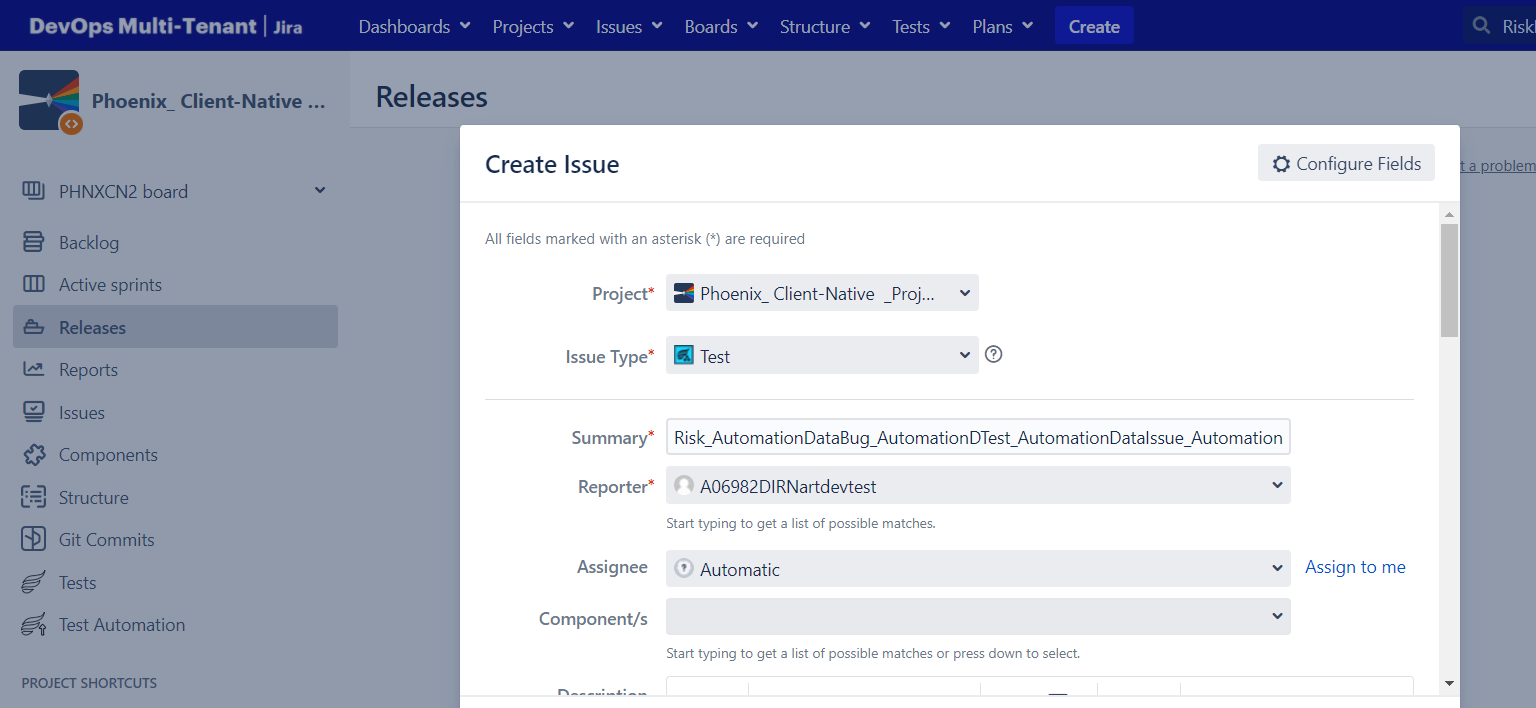 DevOps Multi-Tenant | Jira Dashboards Projects Issues Boards Structure Tests Plans Create
Phoenix_ Client-Native ...
Releases
PHNXCN2 board
Backlog
Active sprints
Releases
Reports
Issues
Components
Structure
Git Commits
Tests
Test Automation
PROJECT SHORTCUTS
t a problem
Create Issue
Configure Fields
All fields marked with an asterisk (*) are required
Project* Phoenix_ Client-Native _Proj...
Issue Type* Test
Summary* Risk_AutomationDataBug_AutomationDTest_AutomationDataIssue_Automation
Reporter* A06982DIRNartdevtest
Start typing to get a list of possible matches.
Assignee Automatic Assign to me
Component/s
Start typing to get a list of possible matches or press down to select.
Description